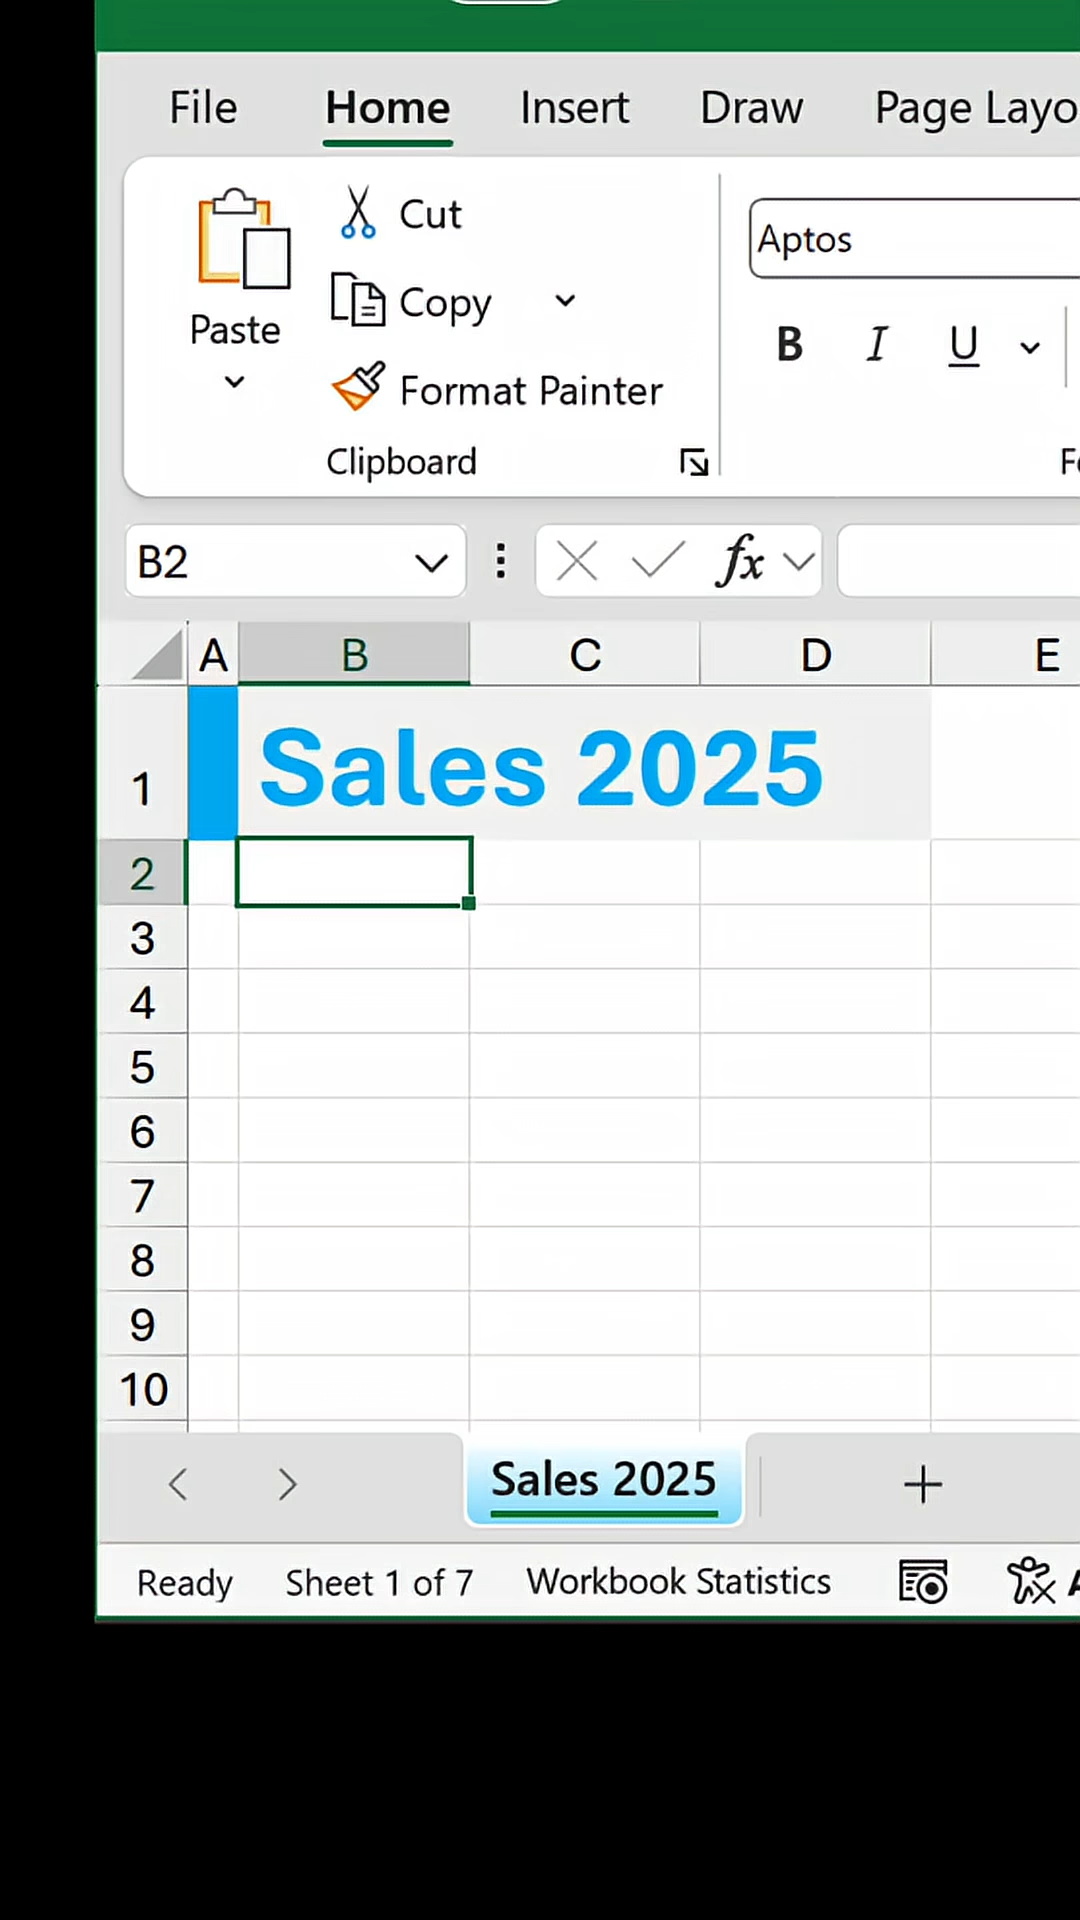 File Home Insert Draw Page Layo
Cut
Aptos
Copy
Paste
B I U
Format Painter
Clipboard
B2 fx
A B C D E
1 Sales 2025
2
3
4
5
6
7
8
9
10
Sales 2025
Ready Sheet 1 of 7 Workbook Statistics